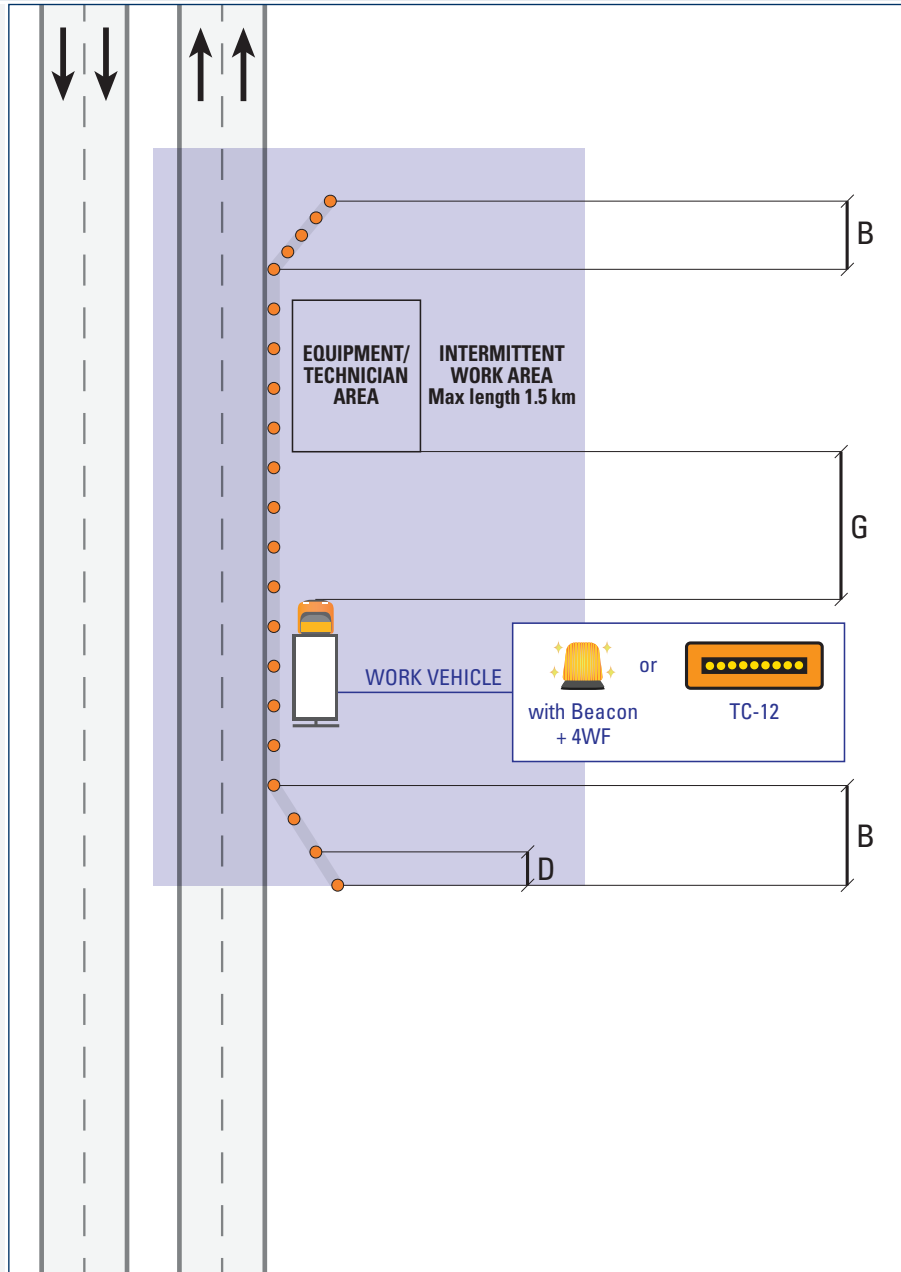 B
EQUIPMENT/
TECHNICIAN
AREA
INTERMITTENT
WORK AREA
Max length 1.5 km
G
WORK VEHICLE
with Beacon
+ 4WF
or
TC-12
B
D